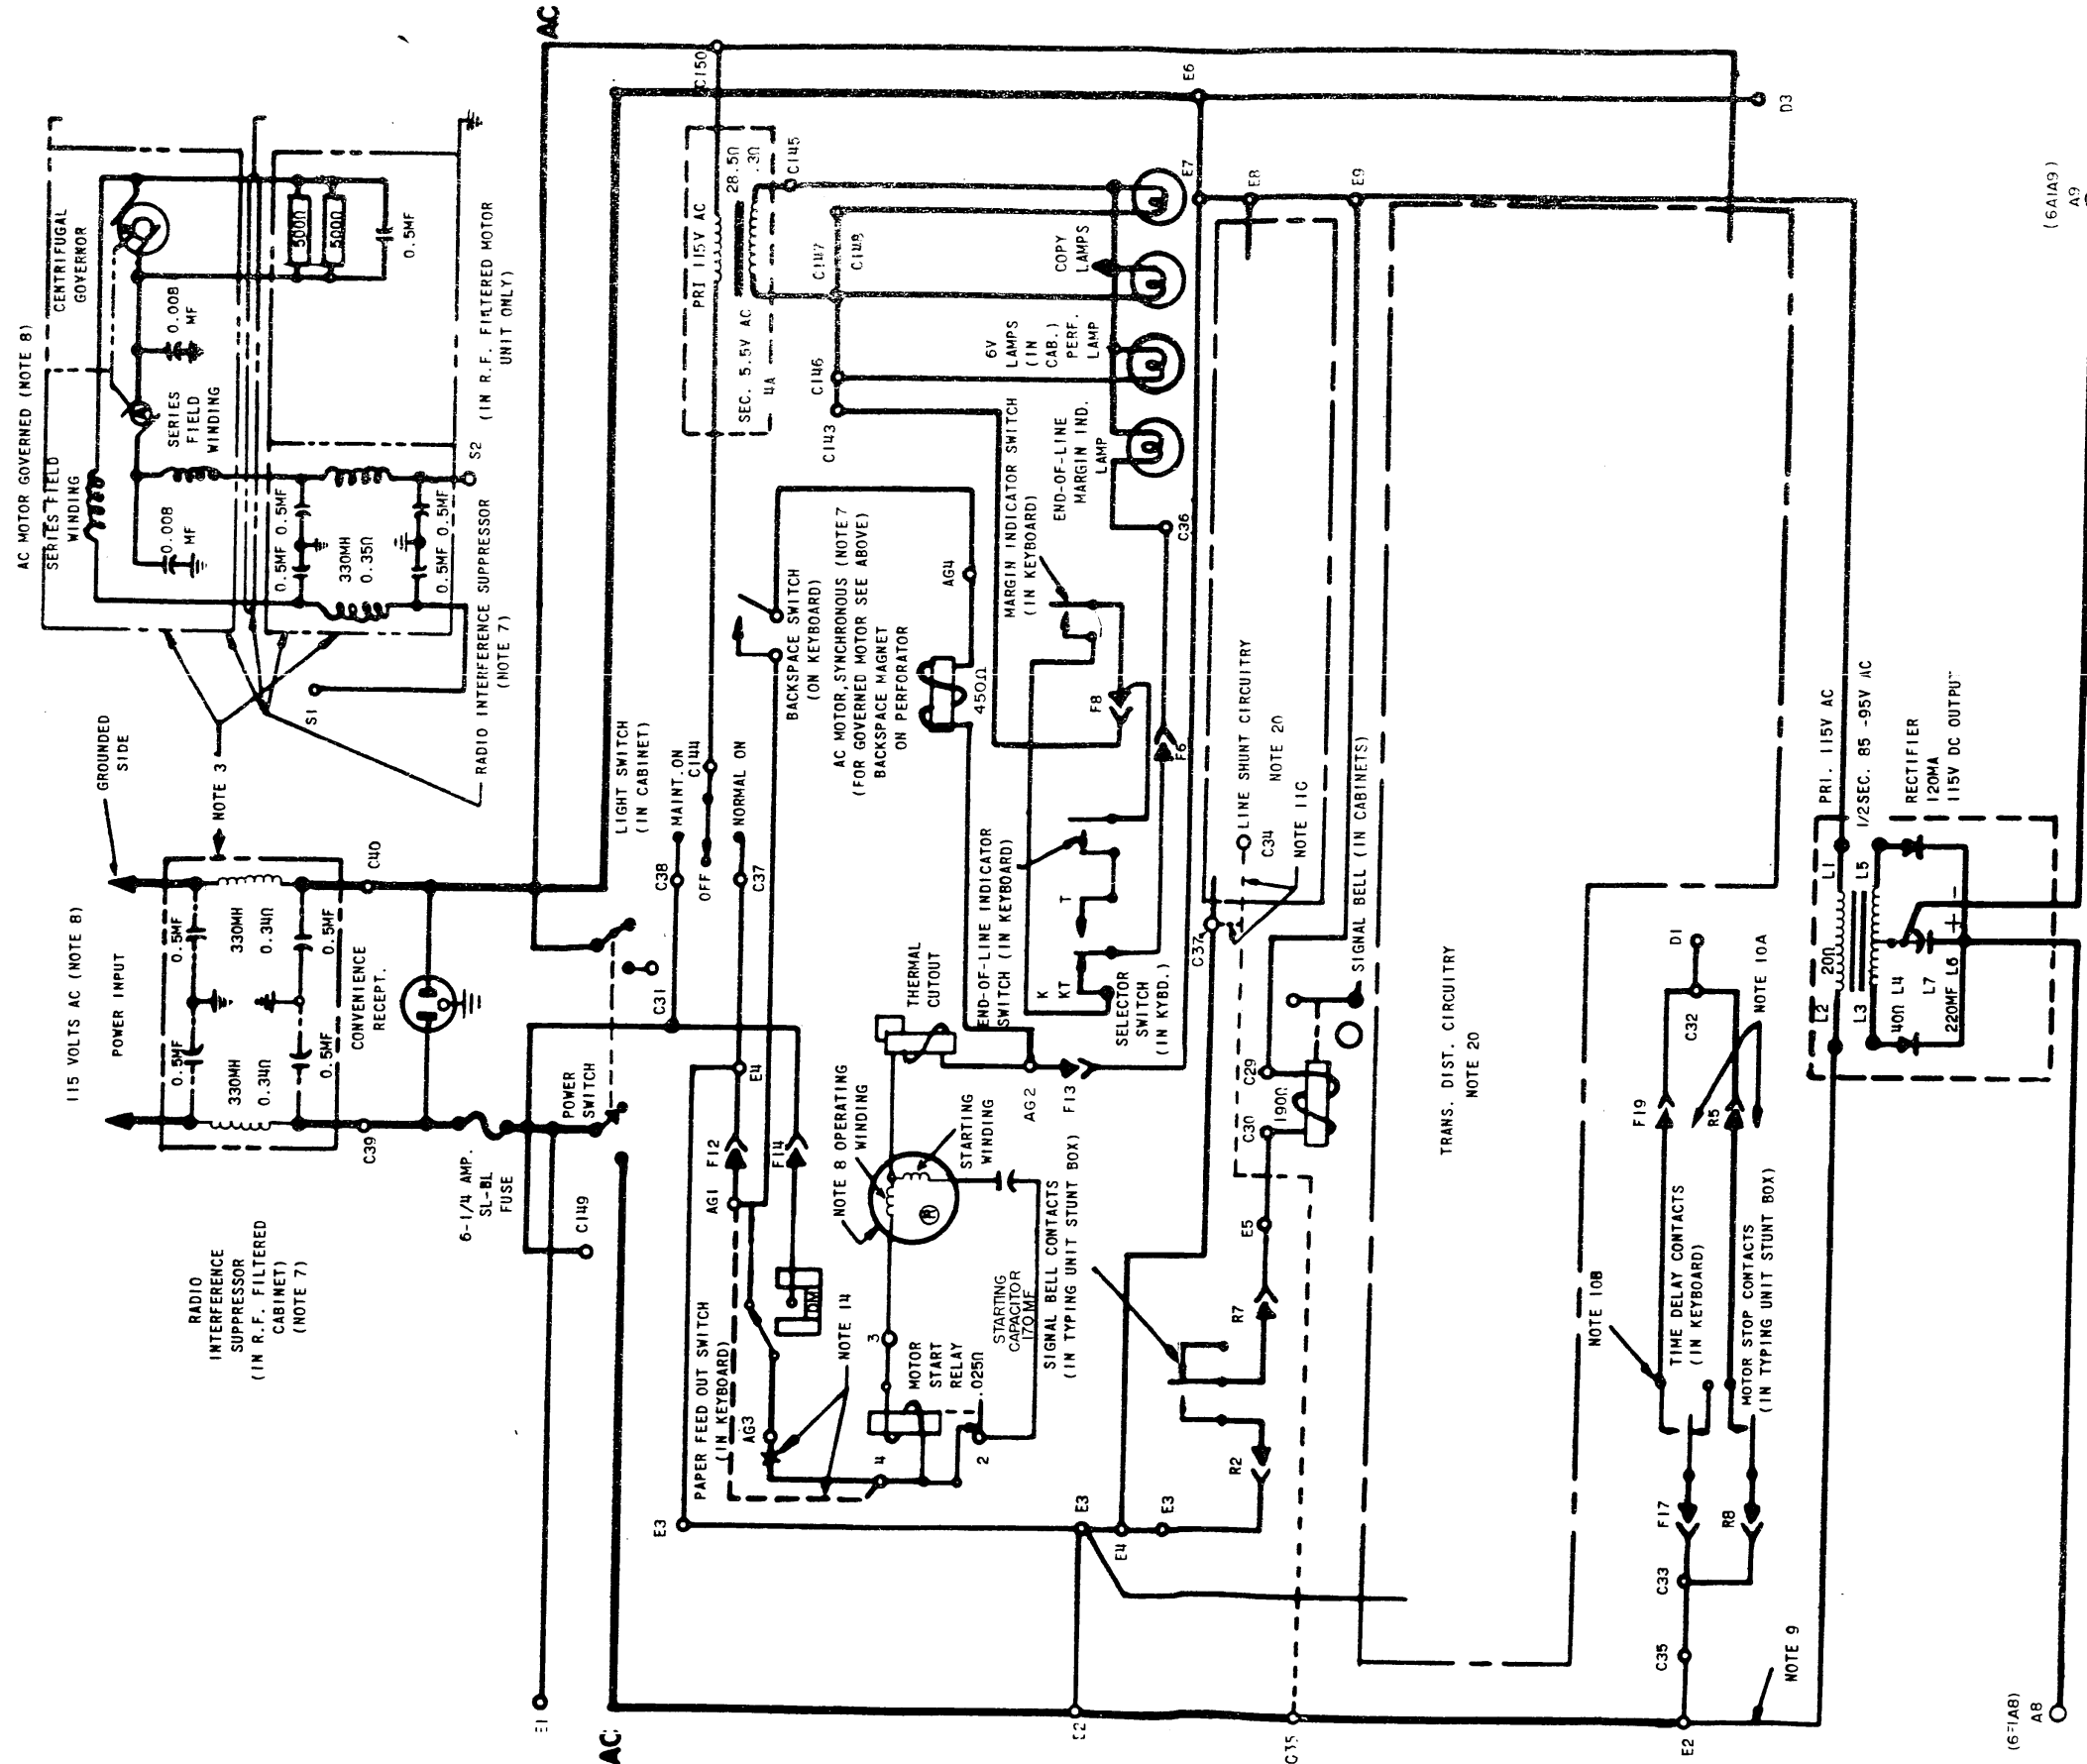 AC MOTOR GOVERNED (NOTE 8)
SERIES FIELD
WINDING
CENTRIFUGAL
GOVERNOR
0.008
MF
SERIES
FIELD
WINDING
0.008
MF
500Ω
500Ω
0.5MF
0.5MF 0.5MF
330MH
0.35Ω
0.5MF 0.5MF
S2
(IN R.F. FILTERED MOTOR
UNIT ONLY)
S1
RADIO INTERFERENCE SUPPRESSOR
(NOTE 7)
GROUNDED
SIDE
NOTE 3
115 VOLTS AC (NOTE 8)
POWER INPUT
0.5MF
0.5MF
330MH
0.34Ω
330MH
0.34Ω
0.5MF
0.5MF
C40
C39
CONVENIENCE
RECEPT.
RADIO
INTERFERENCE
SUPPRESSOR
(IN R.F. FILTERED
CABINET)
(NOTE 7)
6-1/4 AMP.
SL-BL
FUSE
POWER
SWITCH
C149
C31
E1
AC
AC
C150
LIGHT SWITCH
(IN CABINET)
C38
MAINT. ON
OFF
C144
C37
NORMAL ON
PRI 115V AC
28.5Ω
SEC. 5.5V AC
.3Ω
4A
C145
C143
C146
C147
C148
6V
LAMPS
(IN
CAB.)
COPY
LAMPS
PERF.
LAMP
END-OF-LINE
MARGIN IND.
LAMP
C36
E6
E7
D3
E8
E9
BACKSPACE SWITCH
(ON KEYBOARD)
AC MOTOR, SYNCHRONOUS (NOTE 7
(FOR GOVERNED MOTOR SEE ABOVE)
BACKSPACE MAGNET
ON PERFORATOR
450Ω
AG4
MARGIN INDICATOR SWITCH
(IN KEYBOARD)
F8
F6
END-OF-LINE INDICATOR
SWITCH (IN KEYBOARD)
T
K
KT
SELECTOR
SWITCH
(IN KYBD.)
THERMAL
CUTOUT
AG2
F13
E4
F12
F14
AG1
PAPER FEED OUT SWITCH
(IN KEYBOARD)
NOTE 14
AG3
NOTE 8
OPERATING
WINDING
STARTING
WINDING
3
MOTOR
START
RELAY
.025Ω
4
2
STARTING
CAPACITOR
170 MF
SIGNAL BELL CONTACTS
(IN TYPING UNIT STUNT BOX)
E3
E3
E4
E3
R2
R7
E5
C30
C29
190Ω
SIGNAL BELL (IN CABINETS)
C37
LINE SHUNT CIRCUITRY
C34
NOTE 20
NOTE 11C
TRANS. DIST. CIRCUITRY
NOTE 20
NOTE 10B
TIME DELAY CONTACTS
(IN KEYBOARD)
MOTOR STOP CONTACTS
(IN TYPING UNIT STUNT BOX)
F19
R5
C32
D1
NOTE 10A
F17
R8
C33
C35
E2
NOTE 9
L2
20Ω
L1
PRI. 115V AC
L3
L5
1/2SEC. 85 -95V AC
40Ω
L4
L7
220MF
L6
+
-
RECTIFIER
120MA
115V DC OUTPUT
A8
(6A1A9)
A9